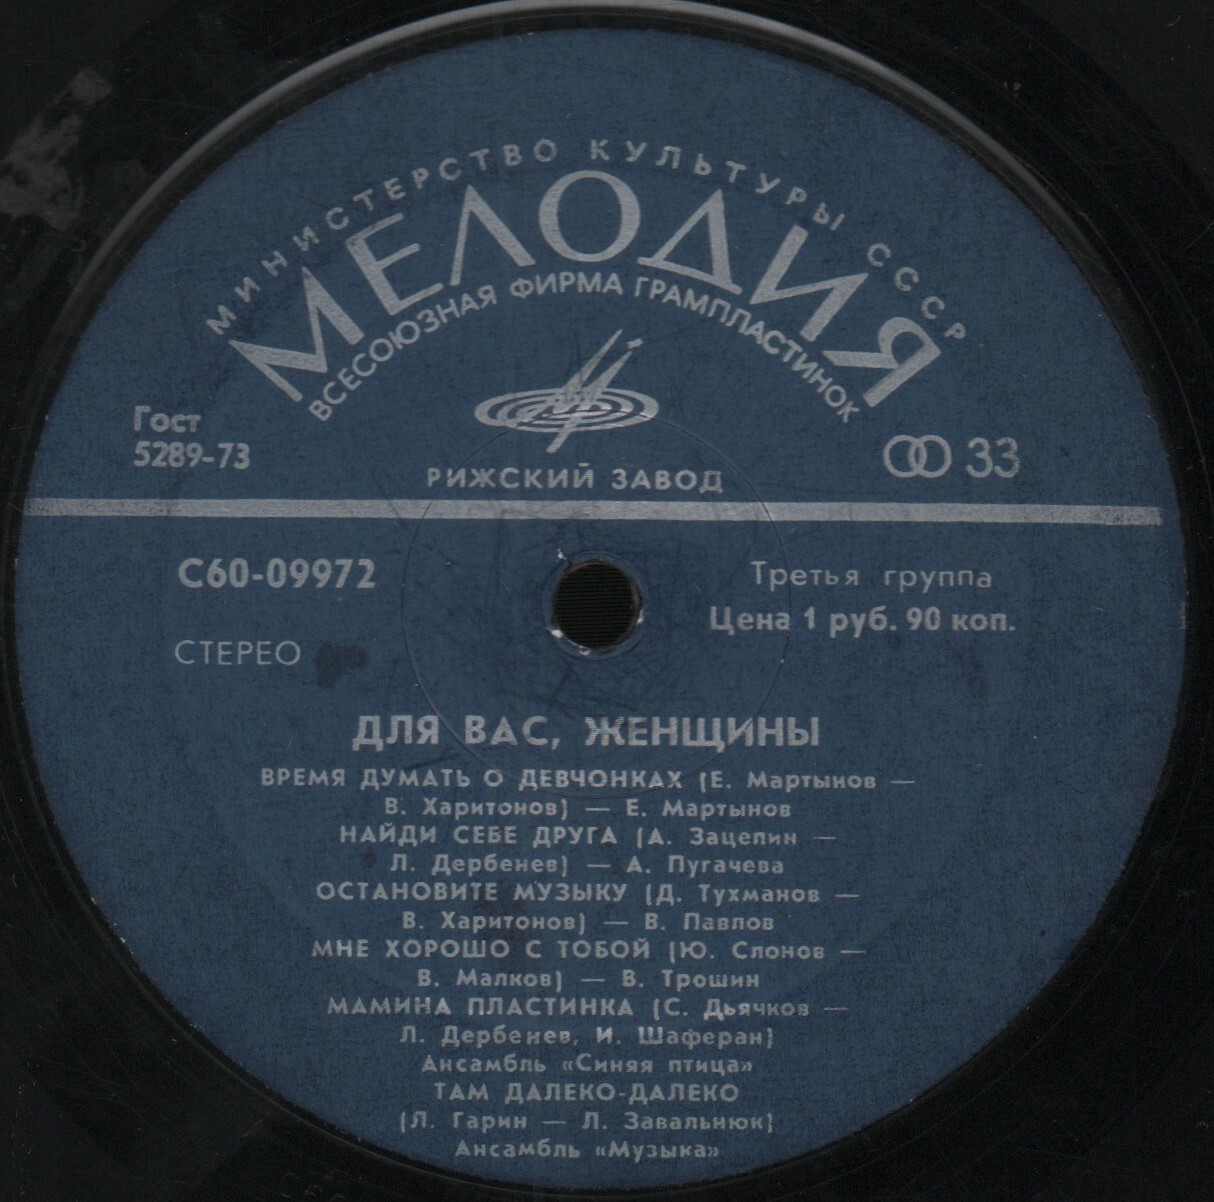 МИНИСТЕРСТВО КУЛЬТУРЫ СССР
МЕЛОДИЯ
ВСЕСОЮЗНАЯ ФИРМА ГРАМПЛАСТИНОК
Гост
5289-73
33
РИЖСКИЙ ЗАВОД
С60-09972
Третья группа
Цена 1 руб. 90 коп.
СТЕРЕО
ДЛЯ ВАС, ЖЕНЩИНЫ
ВРЕМЯ ДУМАТЬ О ДЕВЧОНКАХ (Е. Мартынов —
В. Харитонов) — Е. Мартынов
НАЙДИ СЕБЕ ДРУГА (А. Зацепин —
Л. Дербенев) — А. Пугачева
ОСТАНОВИТЕ МУЗЫКУ (Д. Тухманов —
В. Харитонов) — В. Павлов
МНЕ ХОРОШО С ТОБОЙ (Ю. Слонов —
В. Малков) — В. Трошин
МАМИНА ПЛАСТИНКА (С. Дьячков —
Л. Дербенев, И. Шаферан)
Ансамбль «Синяя птица»
ТАМ ДАЛЕКО-ДАЛЕКО
(Л. Гарин — Л. Завальнюк)
Ансамбль «Музыка»